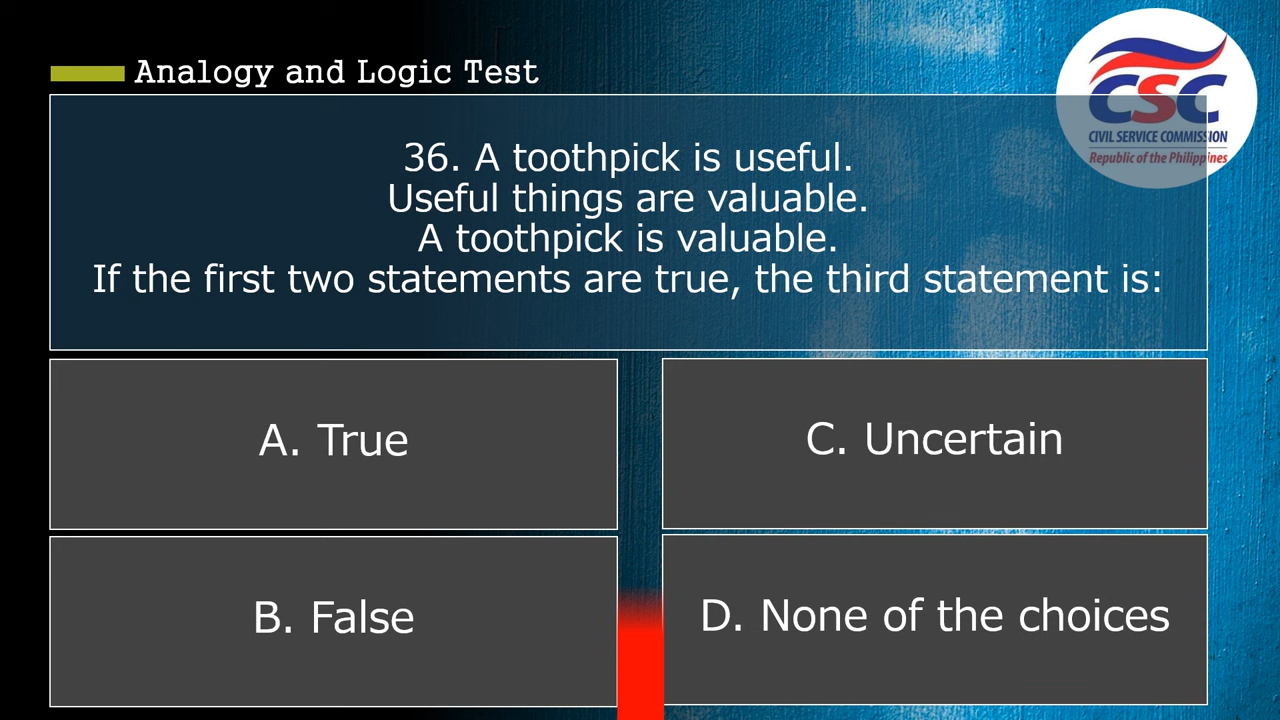 Analogy and Logic Test
CSC
CIVIL SERVICE COMMISSION
Republic of the Philippines
36. A toothpick is useful.
Useful things are valuable.
A toothpick is valuable.
If the first two statements are true, the third statement is:
A. True
C. Uncertain
B. False
D. None of the choices